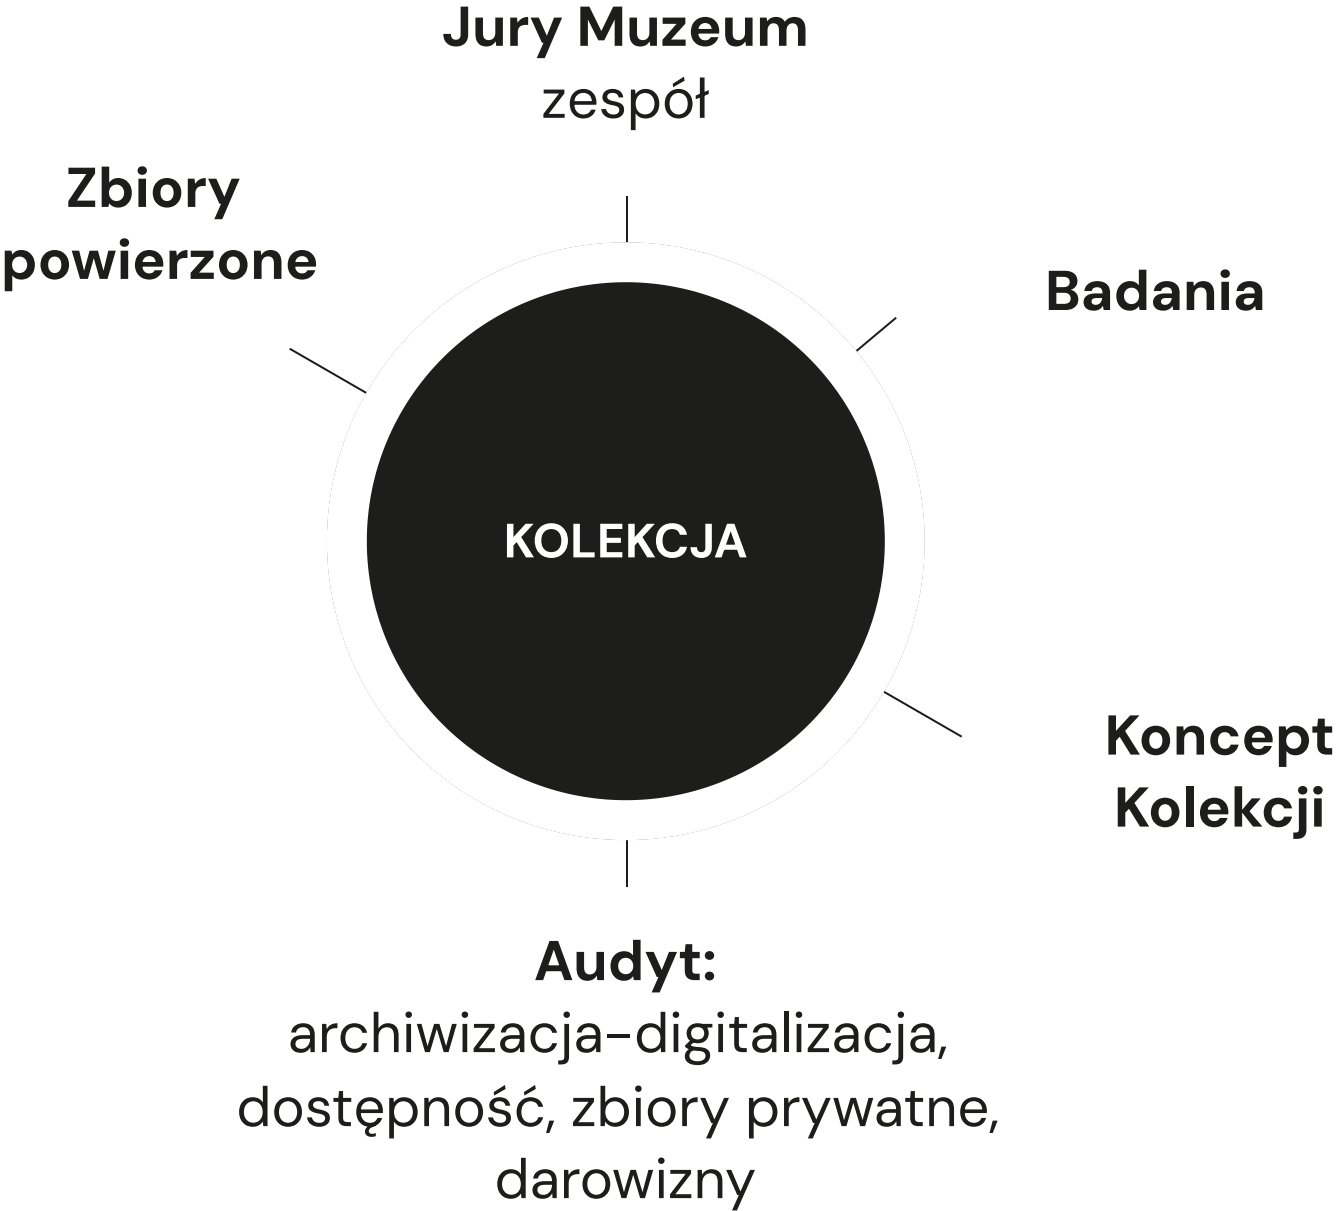 Jury Muzeum
zespół
Zbiory
powierzone
Badania
KOLEKCJA
Koncept
Kolekcji
Audyt:
archiwizacja–digitalizacja,
dostępność, zbiory prywatne,
darowizny